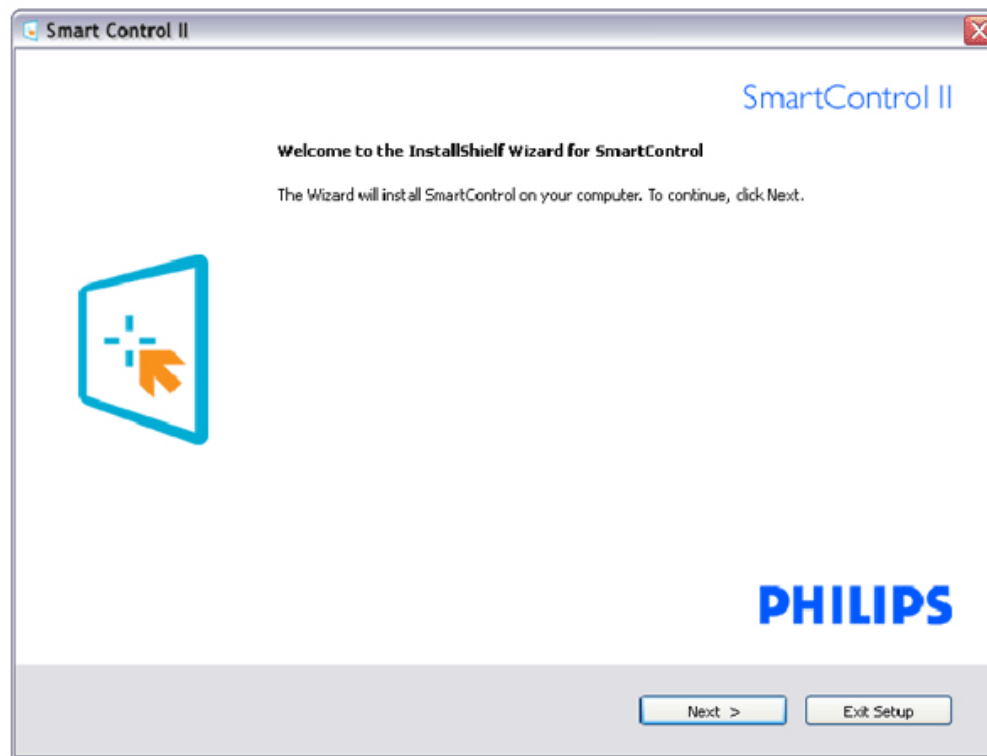 Smart Control II
SmartControl II
Welcome to the InstallShield Wizard for SmartControl
The Wizard will install SmartControl on your computer. To continue, click Next.
PHILIPS
Next >
Exit Setup